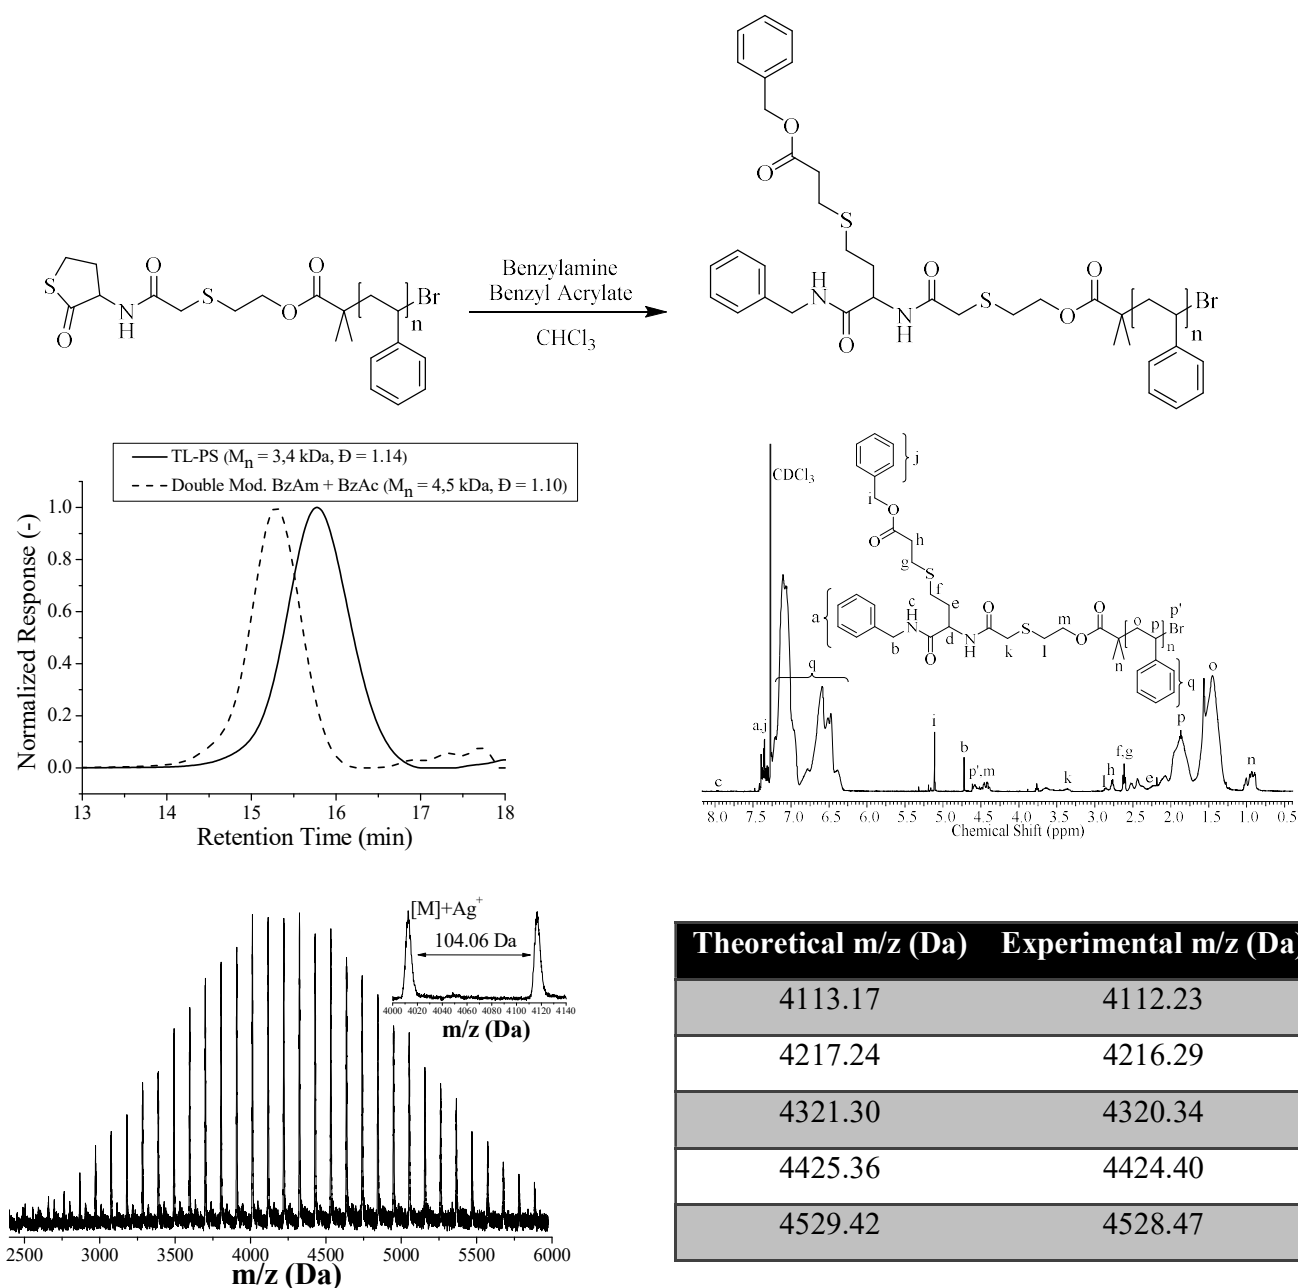 O
O
S
Benzylamine
Benzyl Acrylate
CHCl3
S
O
N
H
O
S
O
O
Br
n
H
N
O
N
H
O
S
O
O
Br
n
TL-PS (Mn = 3,4 kDa, Đ = 1.14)
Double Mod. BzAm + BzAc (Mn = 4,5 kDa, Đ = 1.10)
Normalized Response (-)
1.0
0.8
0.6
0.4
0.2
0.0
13 14 15 16 17 18
Retention Time (min)
CDCl3
j
i
O
O
h
g
S
f
e
a
c
H
N
b
O
d
N
H
O
k
S
l
m
O
O
n
o
p
p'
Br
n
q
q
a,j
c
i
b
p',m
k
h
f,g
e
p
o
n
8.0 7.5 7.0 6.5 6.0 5.5 5.0 4.5 4.0 3.5 3.0 2.5 2.0 1.5 1.0 0.5
Chemical Shift (ppm)
[M]+Ag+
104.06 Da
4000 4020 4040 4060 4080 4100 4120 4140
m/z (Da)
2500 3000 3500 4000 4500 5000 5500 6000
m/z (Da)
Theoretical m/z (Da) Experimental m/z (Da)
4113.17 4112.23
4217.24 4216.29
4321.30 4320.34
4425.36 4424.40
4529.42 4528.47